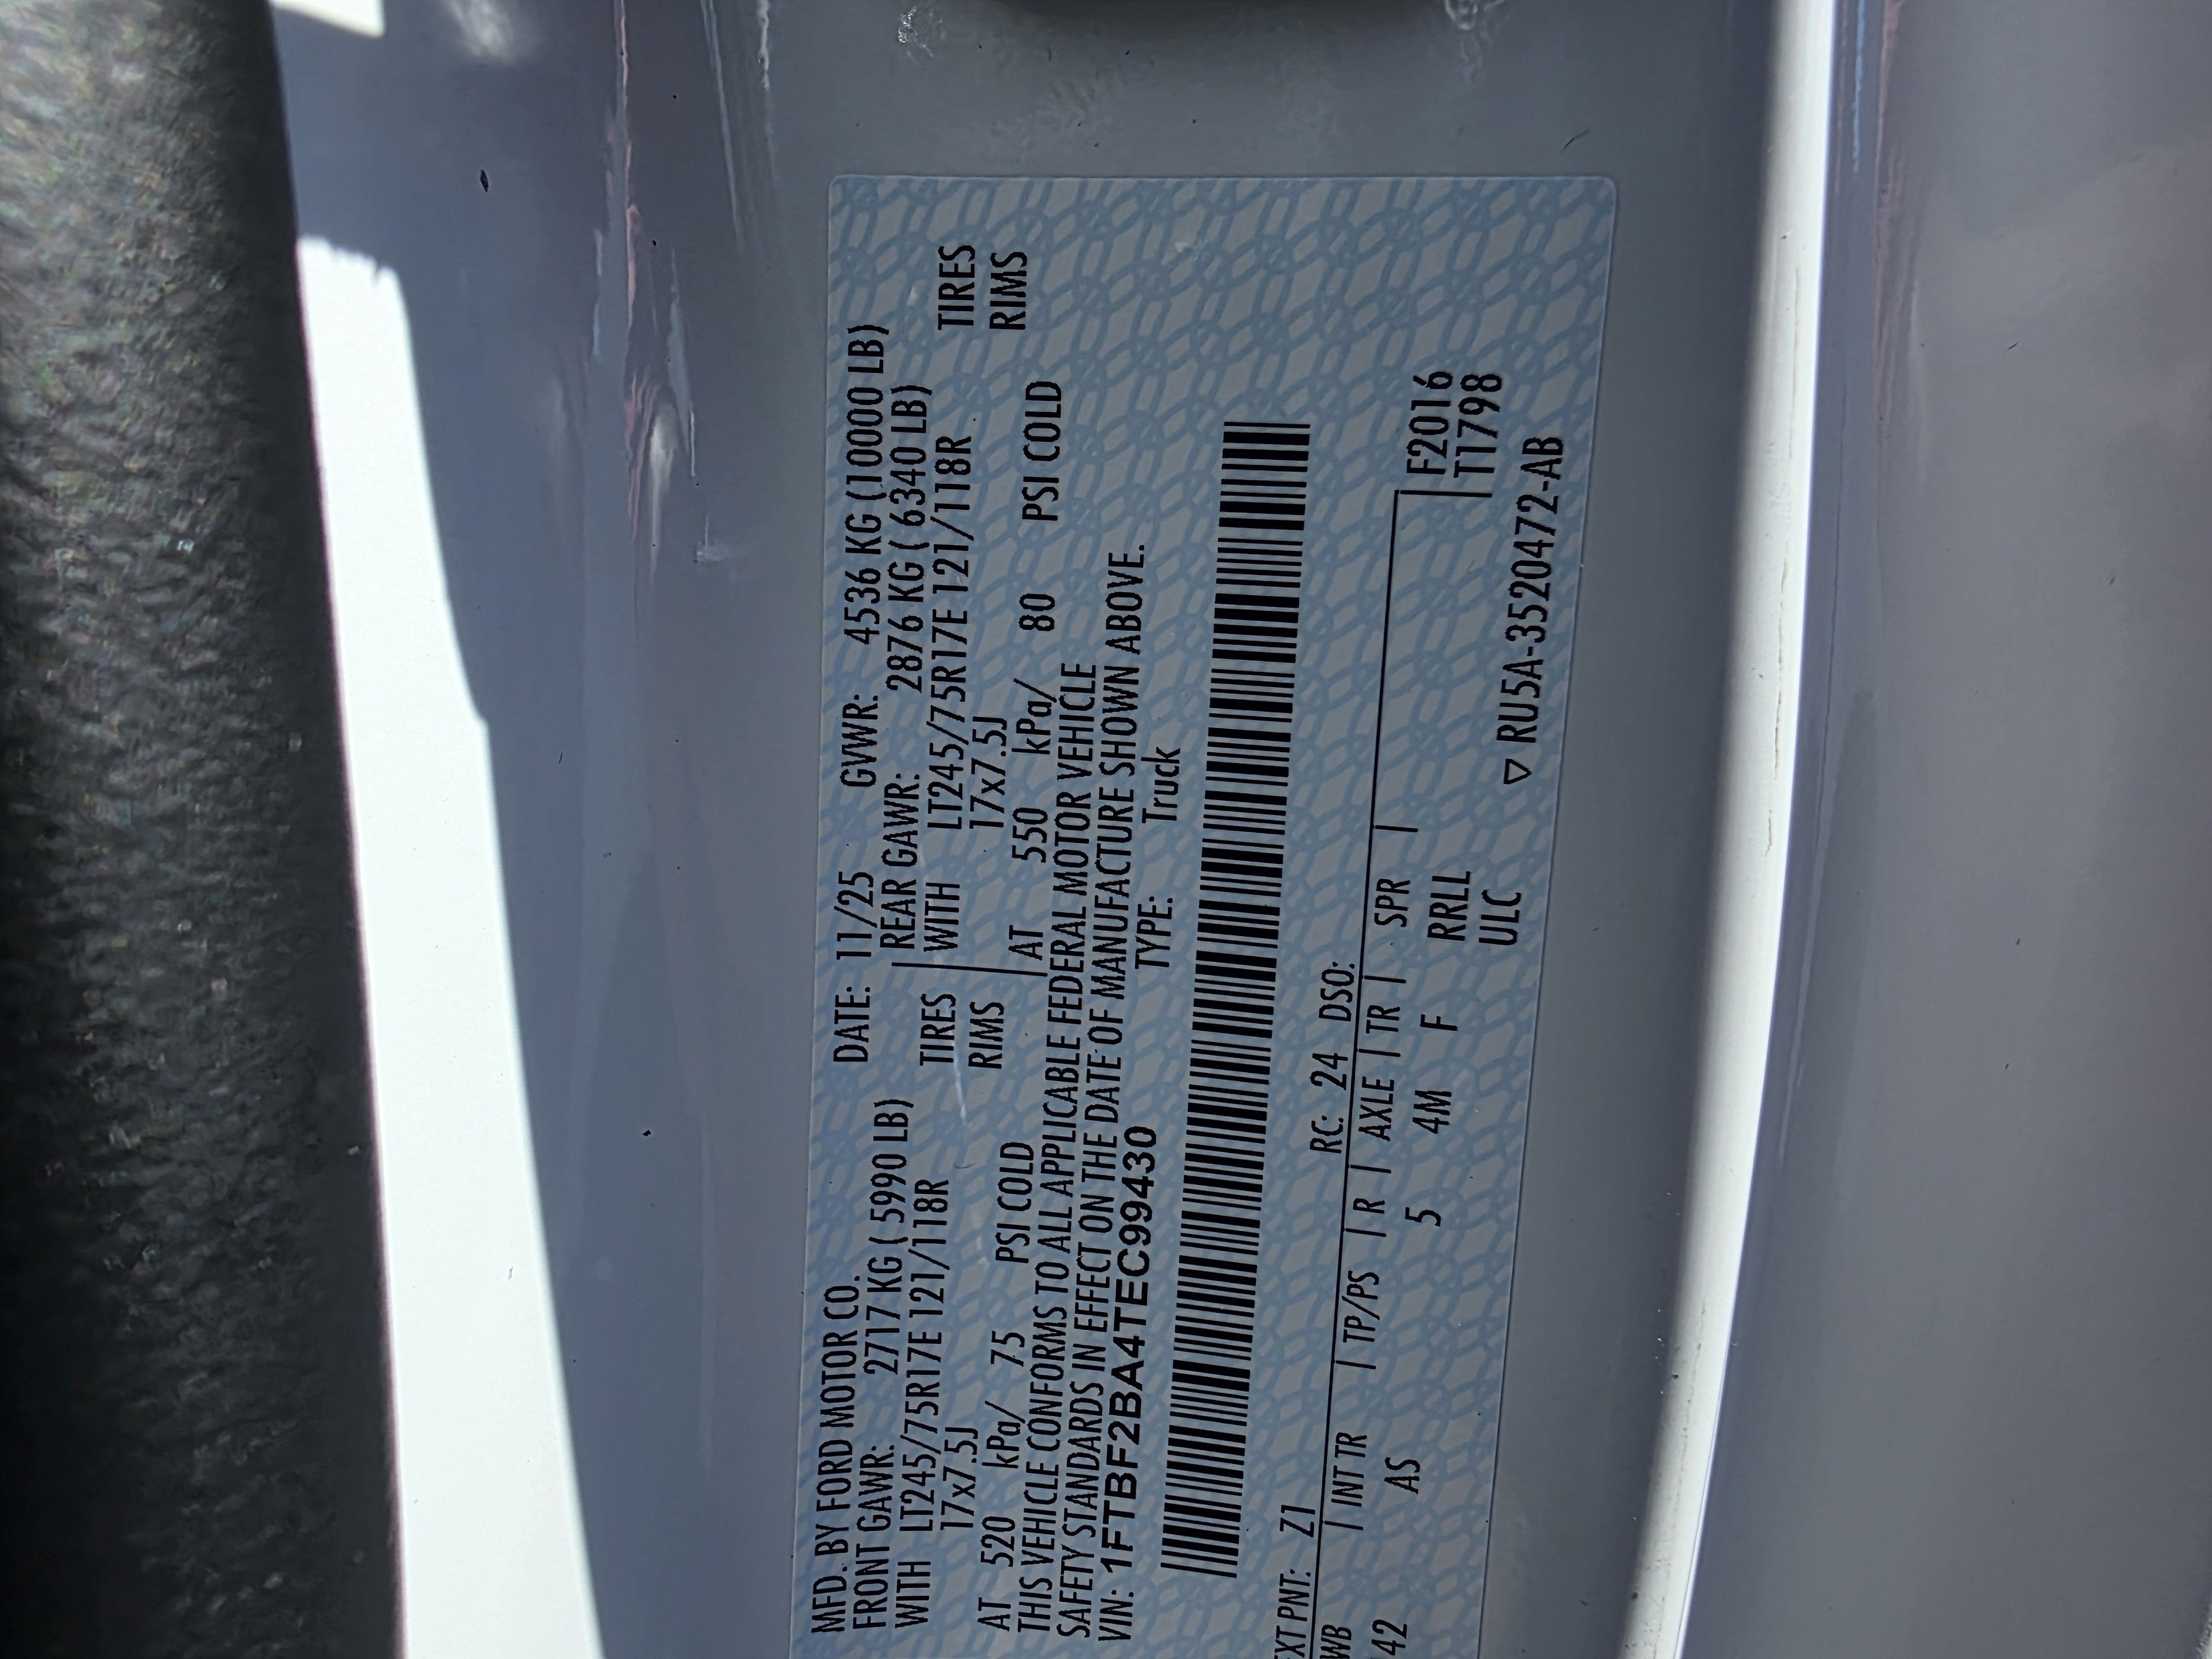 MFD. BY FORD MOTOR CO. DATE: 11/25 GVWR: 4536 KG (10000 LB)
FRONT GAWR: 2717 KG ( 5990 LB) REAR GAWR: 2876 KG ( 6340 LB)
WITH LT245/75R17E 121/118R TIRES WITH LT245/75R17E 121/118R TIRES
17x7.5J RIMS 17x7.5J RIMS
AT 520 kPa/ 75 PSI COLD AT 550 kPa/ 80 PSI COLD
THIS VEHICLE CONFORMS TO ALL APPLICABLE FEDERAL MOTOR VEHICLE
SAFETY STANDARDS IN EFFECT ON THE DATE OF MANUFACTURE SHOWN ABOVE.
VIN: 1FTBF2BA4TEC99430 TYPE: Truck
EXT PNT: Z1 RC: 24 DSO:
WB | INT TR | TP/PS | R | AXLE | TR | SPR | F2016
42 AS 5 4M F RRLL T1798
ULC
▽ RU5A-3520472-AB